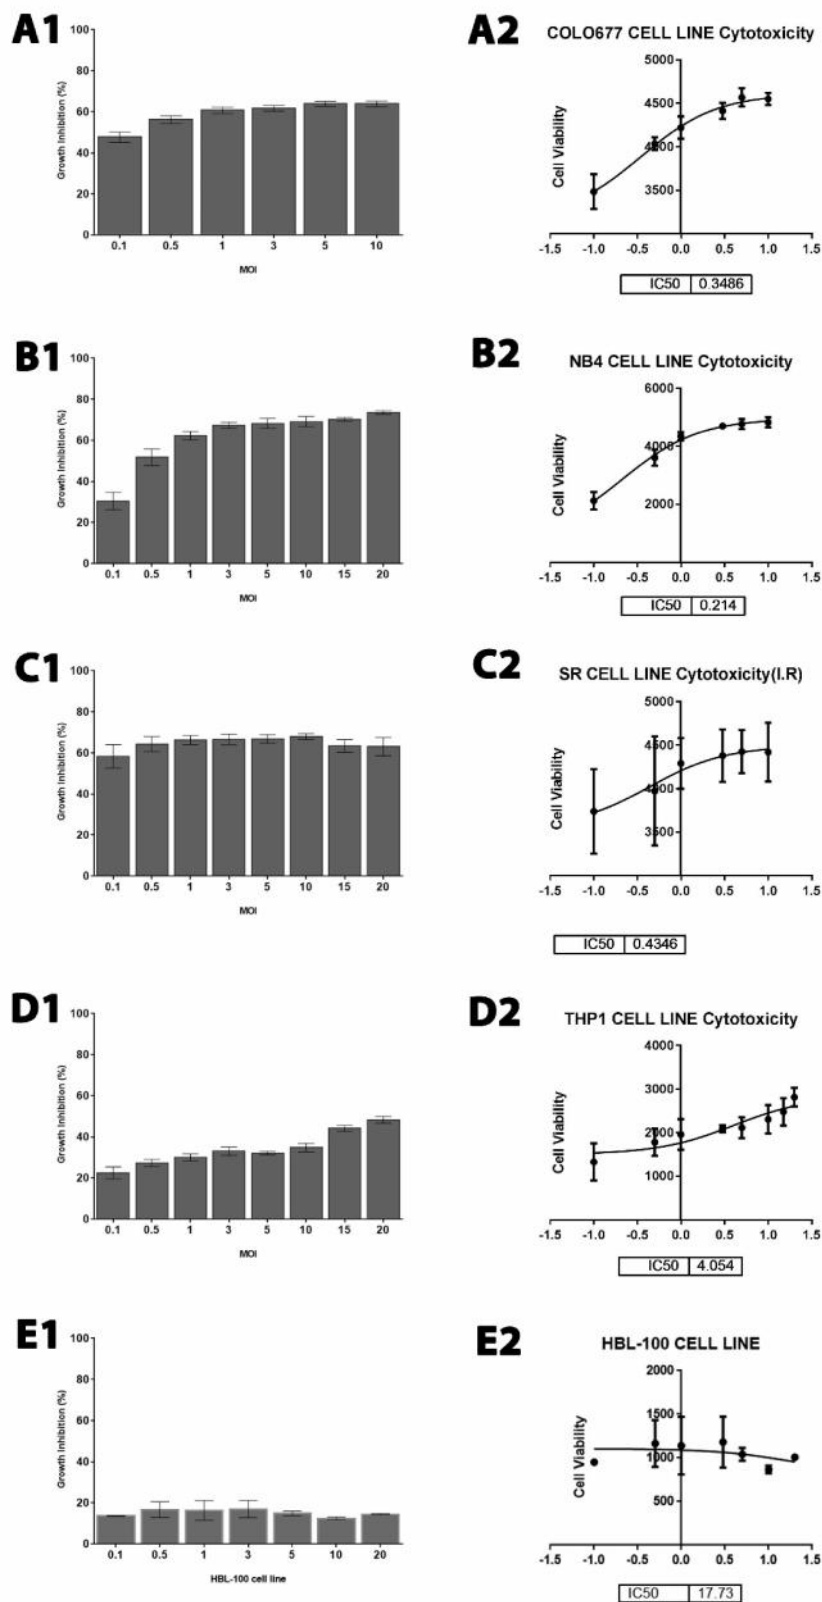 A1
100
80
60
40
20
0
Growth Inhibition (%)
0.1 0.5 1 3 5 10
MOI
A2
COLO677 CELL LINE Cytotoxicity
5000
4500
4000
3500
Cell Viability
-1.5 -1.0 -0.5 0.0 0.5 1.0 1.5
IC50 0.3486
B1
100
80
60
40
20
0
Growth Inhibition (%)
0.1 0.5 1 3 5 10 15 20
MOI
B2
NB4 CELL LINE Cytotoxicity
6000
4000
2000
Cell Viability
-1.5 -1.0 -0.5 0.0 0.5 1.0 1.5
IC50 0.214
C1
100
80
60
40
20
0
Growth Inhibition (%)
0.1 0.5 1 3 5 10 15 20
MOI
C2
SR CELL LINE Cytotoxicity(I.R)
5000
4500
4000
3500
Cell Viability
-1.5 -1.0 -0.5 0.0 0.5 1.0 1.5
IC50 0.4346
D1
100
80
60
40
20
0
Growth Inhibition (%)
0.1 0.5 1 3 5 10 15 20
MOI
D2
THP1 CELL LINE Cytotoxicity
4000
3000
2000
1000
Cell Viability
-1.5 -1.0 -0.5 0.0 0.5 1.0 1.5
IC50 4.054
E1
100
80
60
40
20
0
Growth Inhibition (%)
0.1 0.5 1 3 5 10 20
HBL-100 cell line
E2
HBL-100 CELL LINE
2000
1500
1000
500
Cell Viability
-1.5 -1.0 -0.5 0.0 0.5 1.0 1.5
IC50 17.73